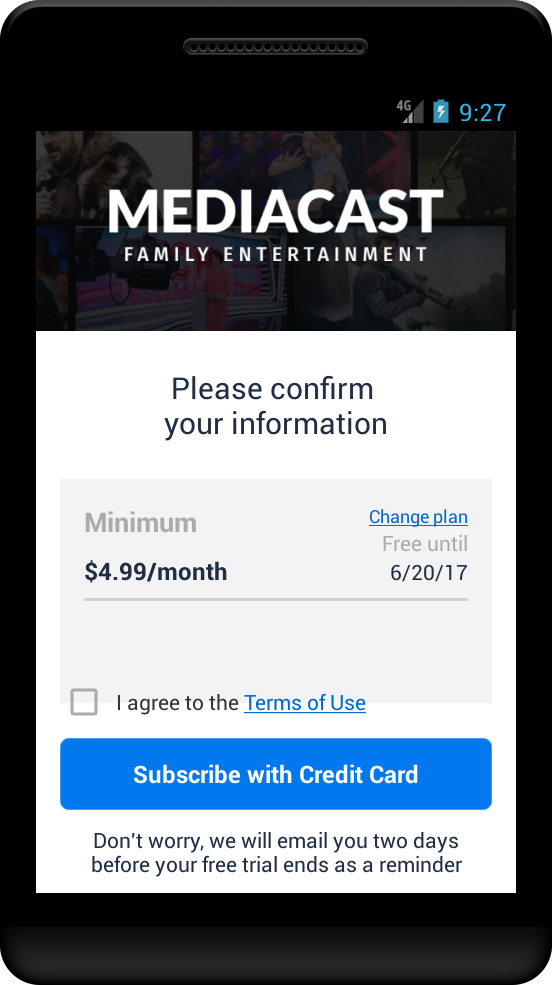 4G 9:27
MEDIACAST
FAMILY ENTERTAINMENT
Please confirm
your information
Minimum
Change plan
Free until
$4.99/month
6/20/17
I agree to the Terms of Use
Subscribe with Credit Card
Don't worry, we will email you two days
before your free trial ends as a reminder